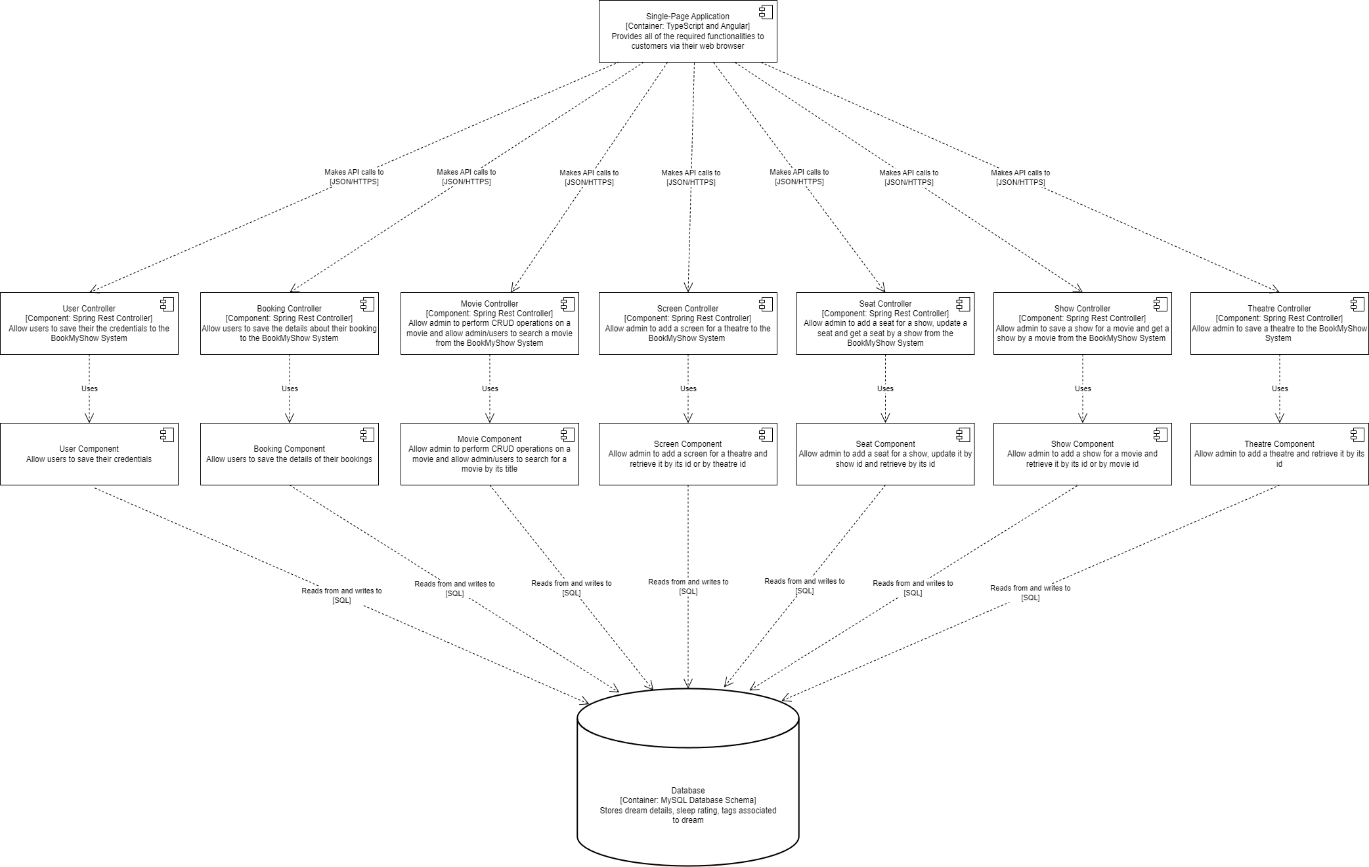 Single-Page Application
[Container: TypeScript and Angular]
Provides all of the required functionalities to
customers via their web browser
Makes API calls to
[JSON/HTTPS]
Makes API calls to
[JSON/HTTPS]
Makes API calls to
[JSON/HTTPS]
Makes API calls to
[JSON/HTTPS]
Makes API calls to
[JSON/HTTPS]
Makes API calls to
[JSON/HTTPS]
Makes API calls to
[JSON/HTTPS]
User Controller
[Component: Spring Rest Controller]
Allow users to save their the credentials to the
BookMyShow System
Booking Controller
[Component: Spring Rest Controller]
Allow users to save the details about their booking
to the BookMyShow System
Movie Controller
[Component: Spring Rest Controller]
Allow admin to perform CRUD operations on a
movie and allow admin/users to search a movie
from the BookMyShow System
Screen Controller
[Component: Spring Rest Controller]
Allow admin to add a screen for a theatre to the
BookMyShow System
Seat Controller
[Component: Spring Rest Controller]
Allow admin to add a seat for a show, update a
seat and get a seat by a show from the
BookMyShow System
Show Controller
[Component: Spring Rest Controller]
Allow admin to save a show for a movie and get a
show by a movie from the BookMyShow System
Theatre Controller
[Component: Spring Rest Controller]
Allow admin to save a theatre to the BookMyShow
System
Uses
Uses
Uses
Uses
Uses
Uses
Uses
User Component
Allow users to save their credentials
Booking Component
Allow users to save the details of their bookings
Movie Component
Allow admin to perform CRUD operations on a
movie and allow admin/users to search for a
movie by its title
Screen Component
Allow admin to add a screen for a theatre and
retrieve it by its id or by theatre id
Seat Component
Allow admin to add a seat for a show, update it by
show id and retrieve by its id
Show Component
Allow admin to add a show for a movie and
retrieve it by its id or by movie id
Theatre Component
Allow admin to add a theatre and retrieve it by its
id
Reads from and writes to
[SQL]
Reads from and writes to
[SQL]
Reads from and writes to
[SQL]
Reads from and writes to
[SQL]
Reads from and writes to
[SQL]
Reads from and writes to
[SQL]
Reads from and writes to
[SQL]
Database
[Container: MySQL Database Schema]
Stores dream details, sleep rating, tags associated
to dream